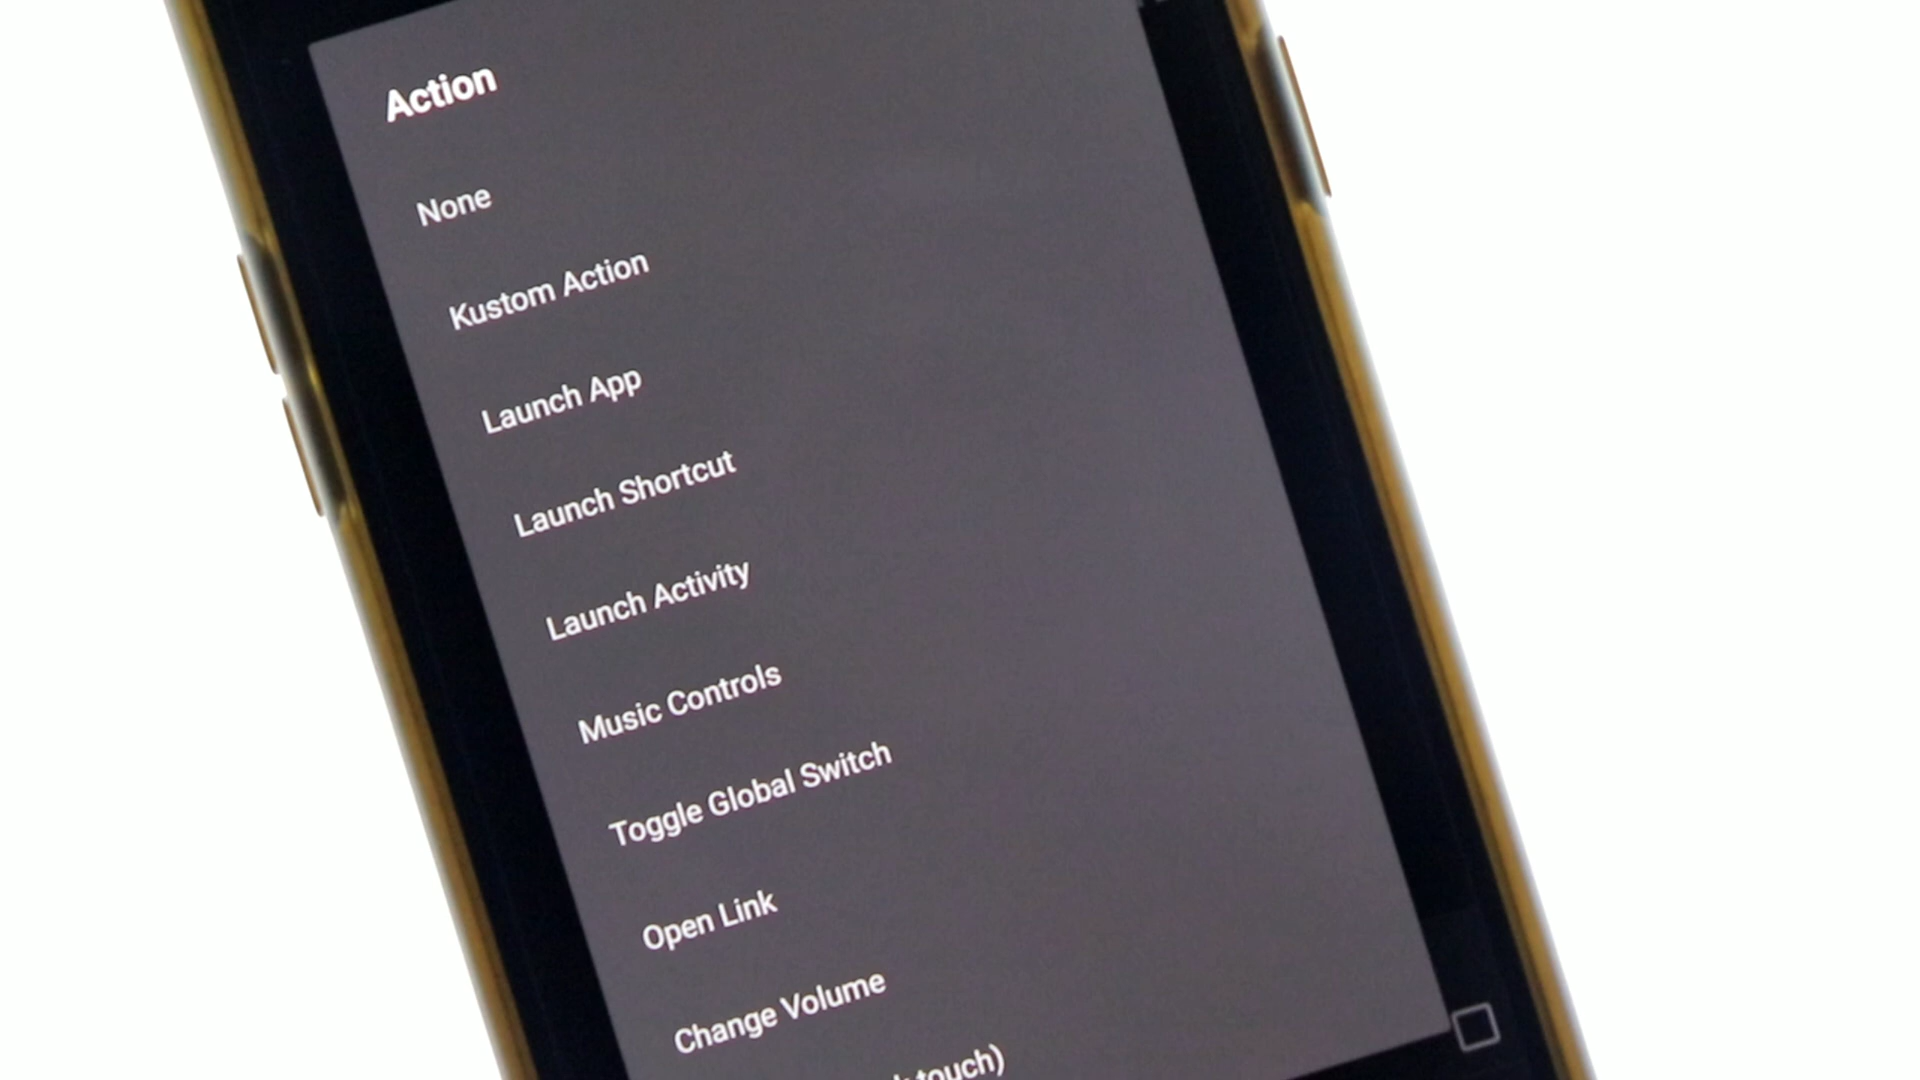 Action
None
Kustom Action
Launch App
Launch Shortcut
Launch Activity
Music Controls
Toggle Global Switch
Open Link
Change Volume
touch)